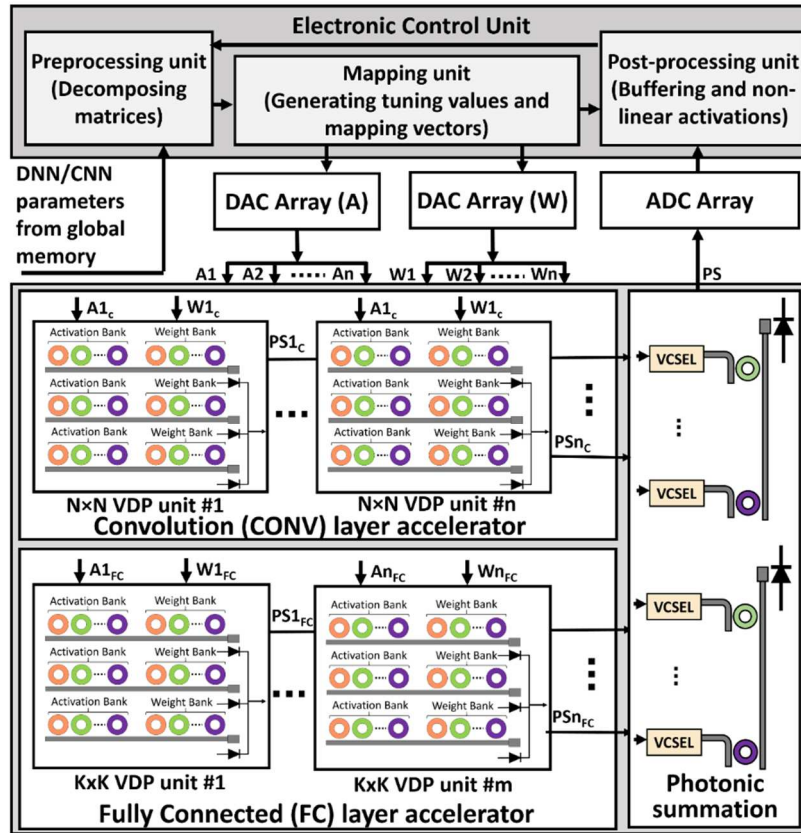 Electronic Control Unit
Preprocessing unit
(Decomposing
matrices)
Mapping unit
(Generating tuning values and
mapping vectors)
Post-processing unit
(Buffering and non-
linear activations)
DNN/CNN
parameters
from global
memory
DAC Array (A)
DAC Array (W)
ADC Array
A1 A2 An W1 W2 Wn
PS
A1c W1c
Activation Bank Weight Bank
Activation Bank Weight Bank
Activation Bank Weight Bank
N×N VDP unit #1
PS1C
A1c W1c
Activation Bank Weight Bank
Activation Bank Weight Bank
Activation Bank Weight Bank
N×N VDP unit #n
PSnC
Convolution (CONV) layer accelerator
A1FC W1FC
Activation Bank Weight Bank
Activation Bank Weight Bank
Activation Bank Weight Bank
KxK VDP unit #1
PS1FC
AnFC WnFC
Activation Bank Weight Bank
Activation Bank Weight Bank
Activation Bank Weight Bank
KxK VDP unit #m
PSnFC
Fully Connected (FC) layer accelerator
VCSEL
VCSEL
VCSEL
VCSEL
Photonic
summation